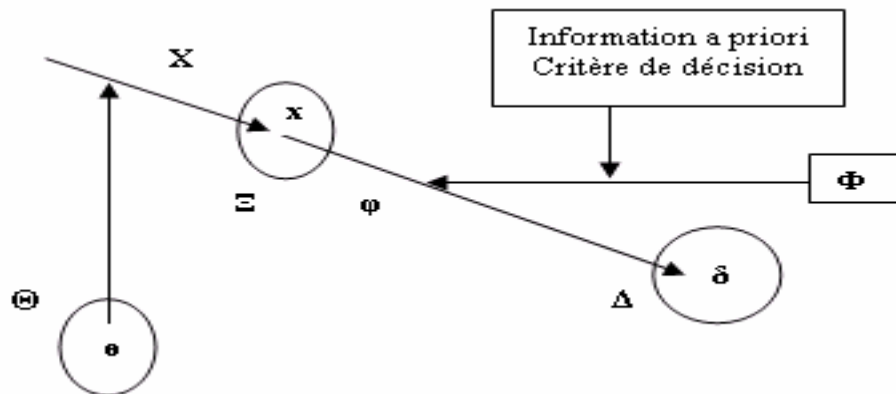 X
Information a priori
Critère de décision
x
Ξ
φ
Φ
Θ
Δ
δ
θ